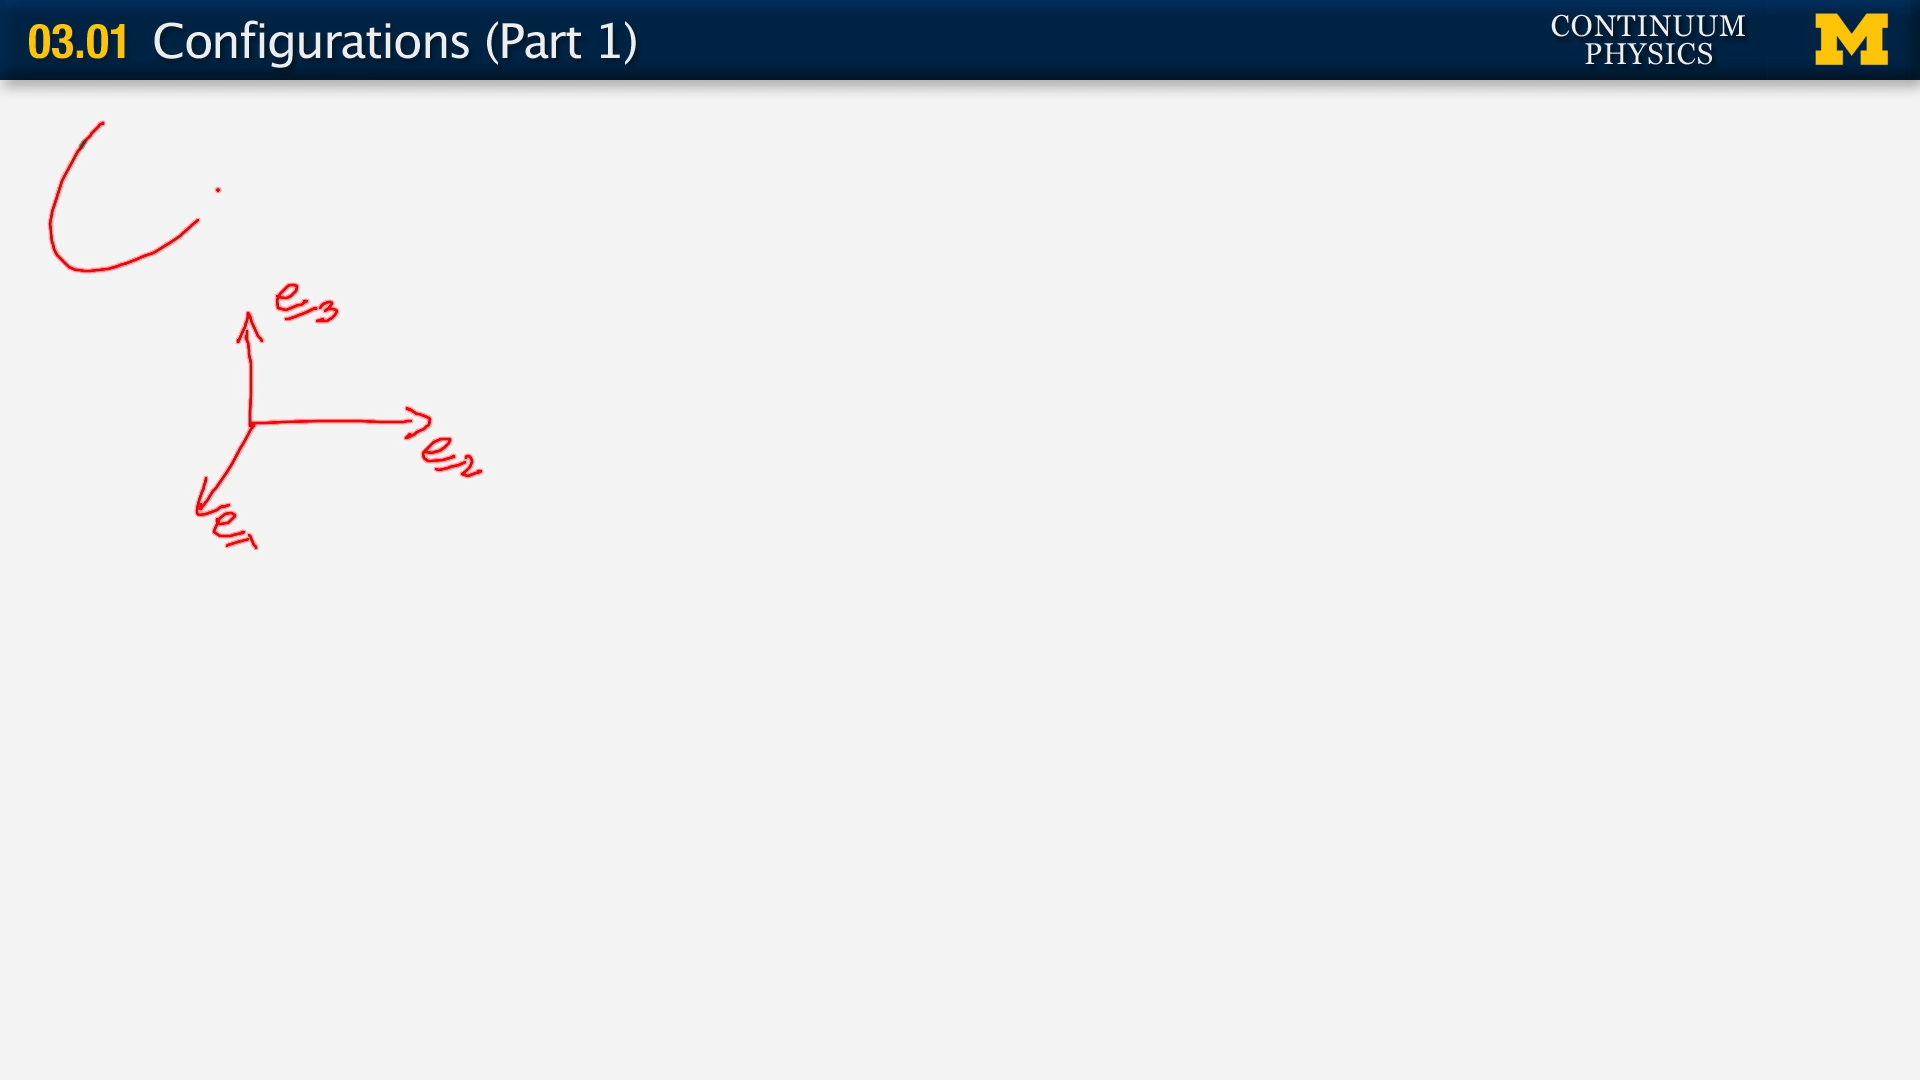 03.01 Configurations (Part 1)
CONTINUUM
PHYSICS
M
e3
e2
e1